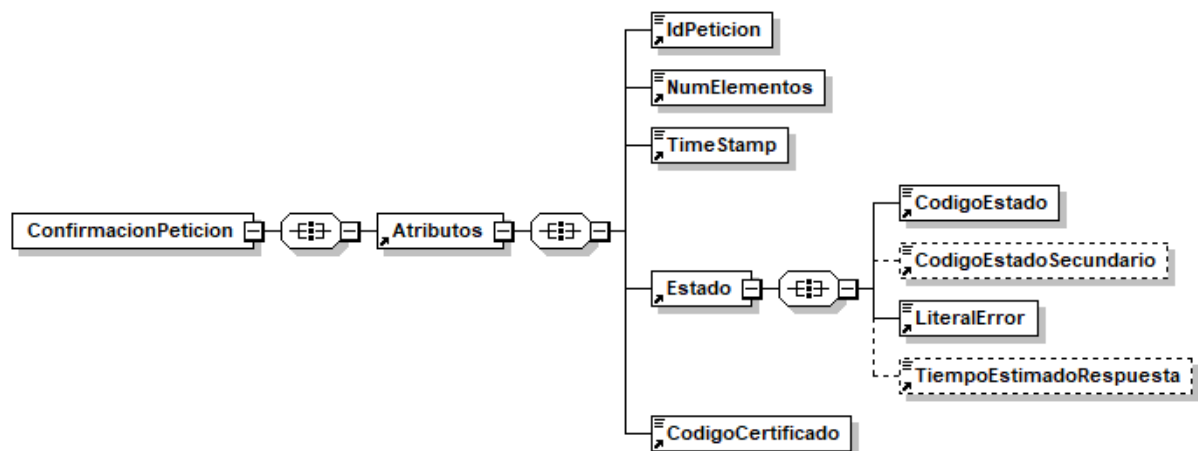 IdPeticion
NumElementos
TimeStamp
ConfirmacionPeticion
Atributos
Estado
CodigoEstado
CodigoEstadoSecundario
LiteralError
TiempoEstimadoRespuesta
CodigoCertificado